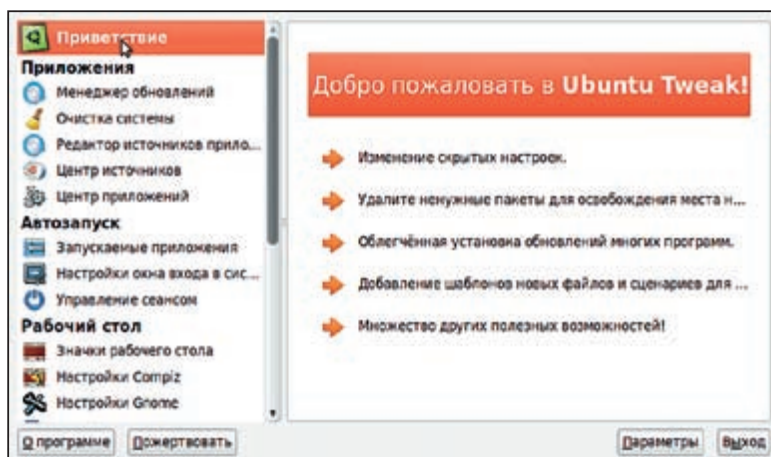 Приветствие
Приложения
Менеджер обновлений
Очистка системы
Редактор источников прило...
Центр источников
Центр приложений
Автозапуск
Запускаемые приложения
Настройки окна входа в сис...
Управление сеансом
Рабочий стол
Значки рабочего стола
Настройки Compiz
Настройки Gnome
Добро пожаловать в Ubuntu Tweak!
Изменение скрытых настроек.
Удалите ненужные пакеты для освобождения места н...
Облегчённая установка обновлений многих программ.
Добавление шаблонов новых файлов и сценариев для ...
Множество других полезных возможностей!
О программе
Пожертвовать
Параметры
Выход